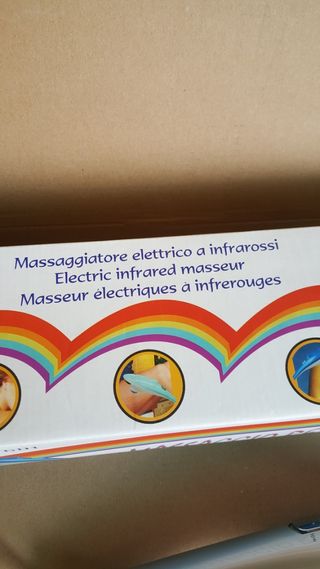 Massaggiatore elettrico a infrarossi
Electric infrared masseur
Masseur électriques à infrerouges